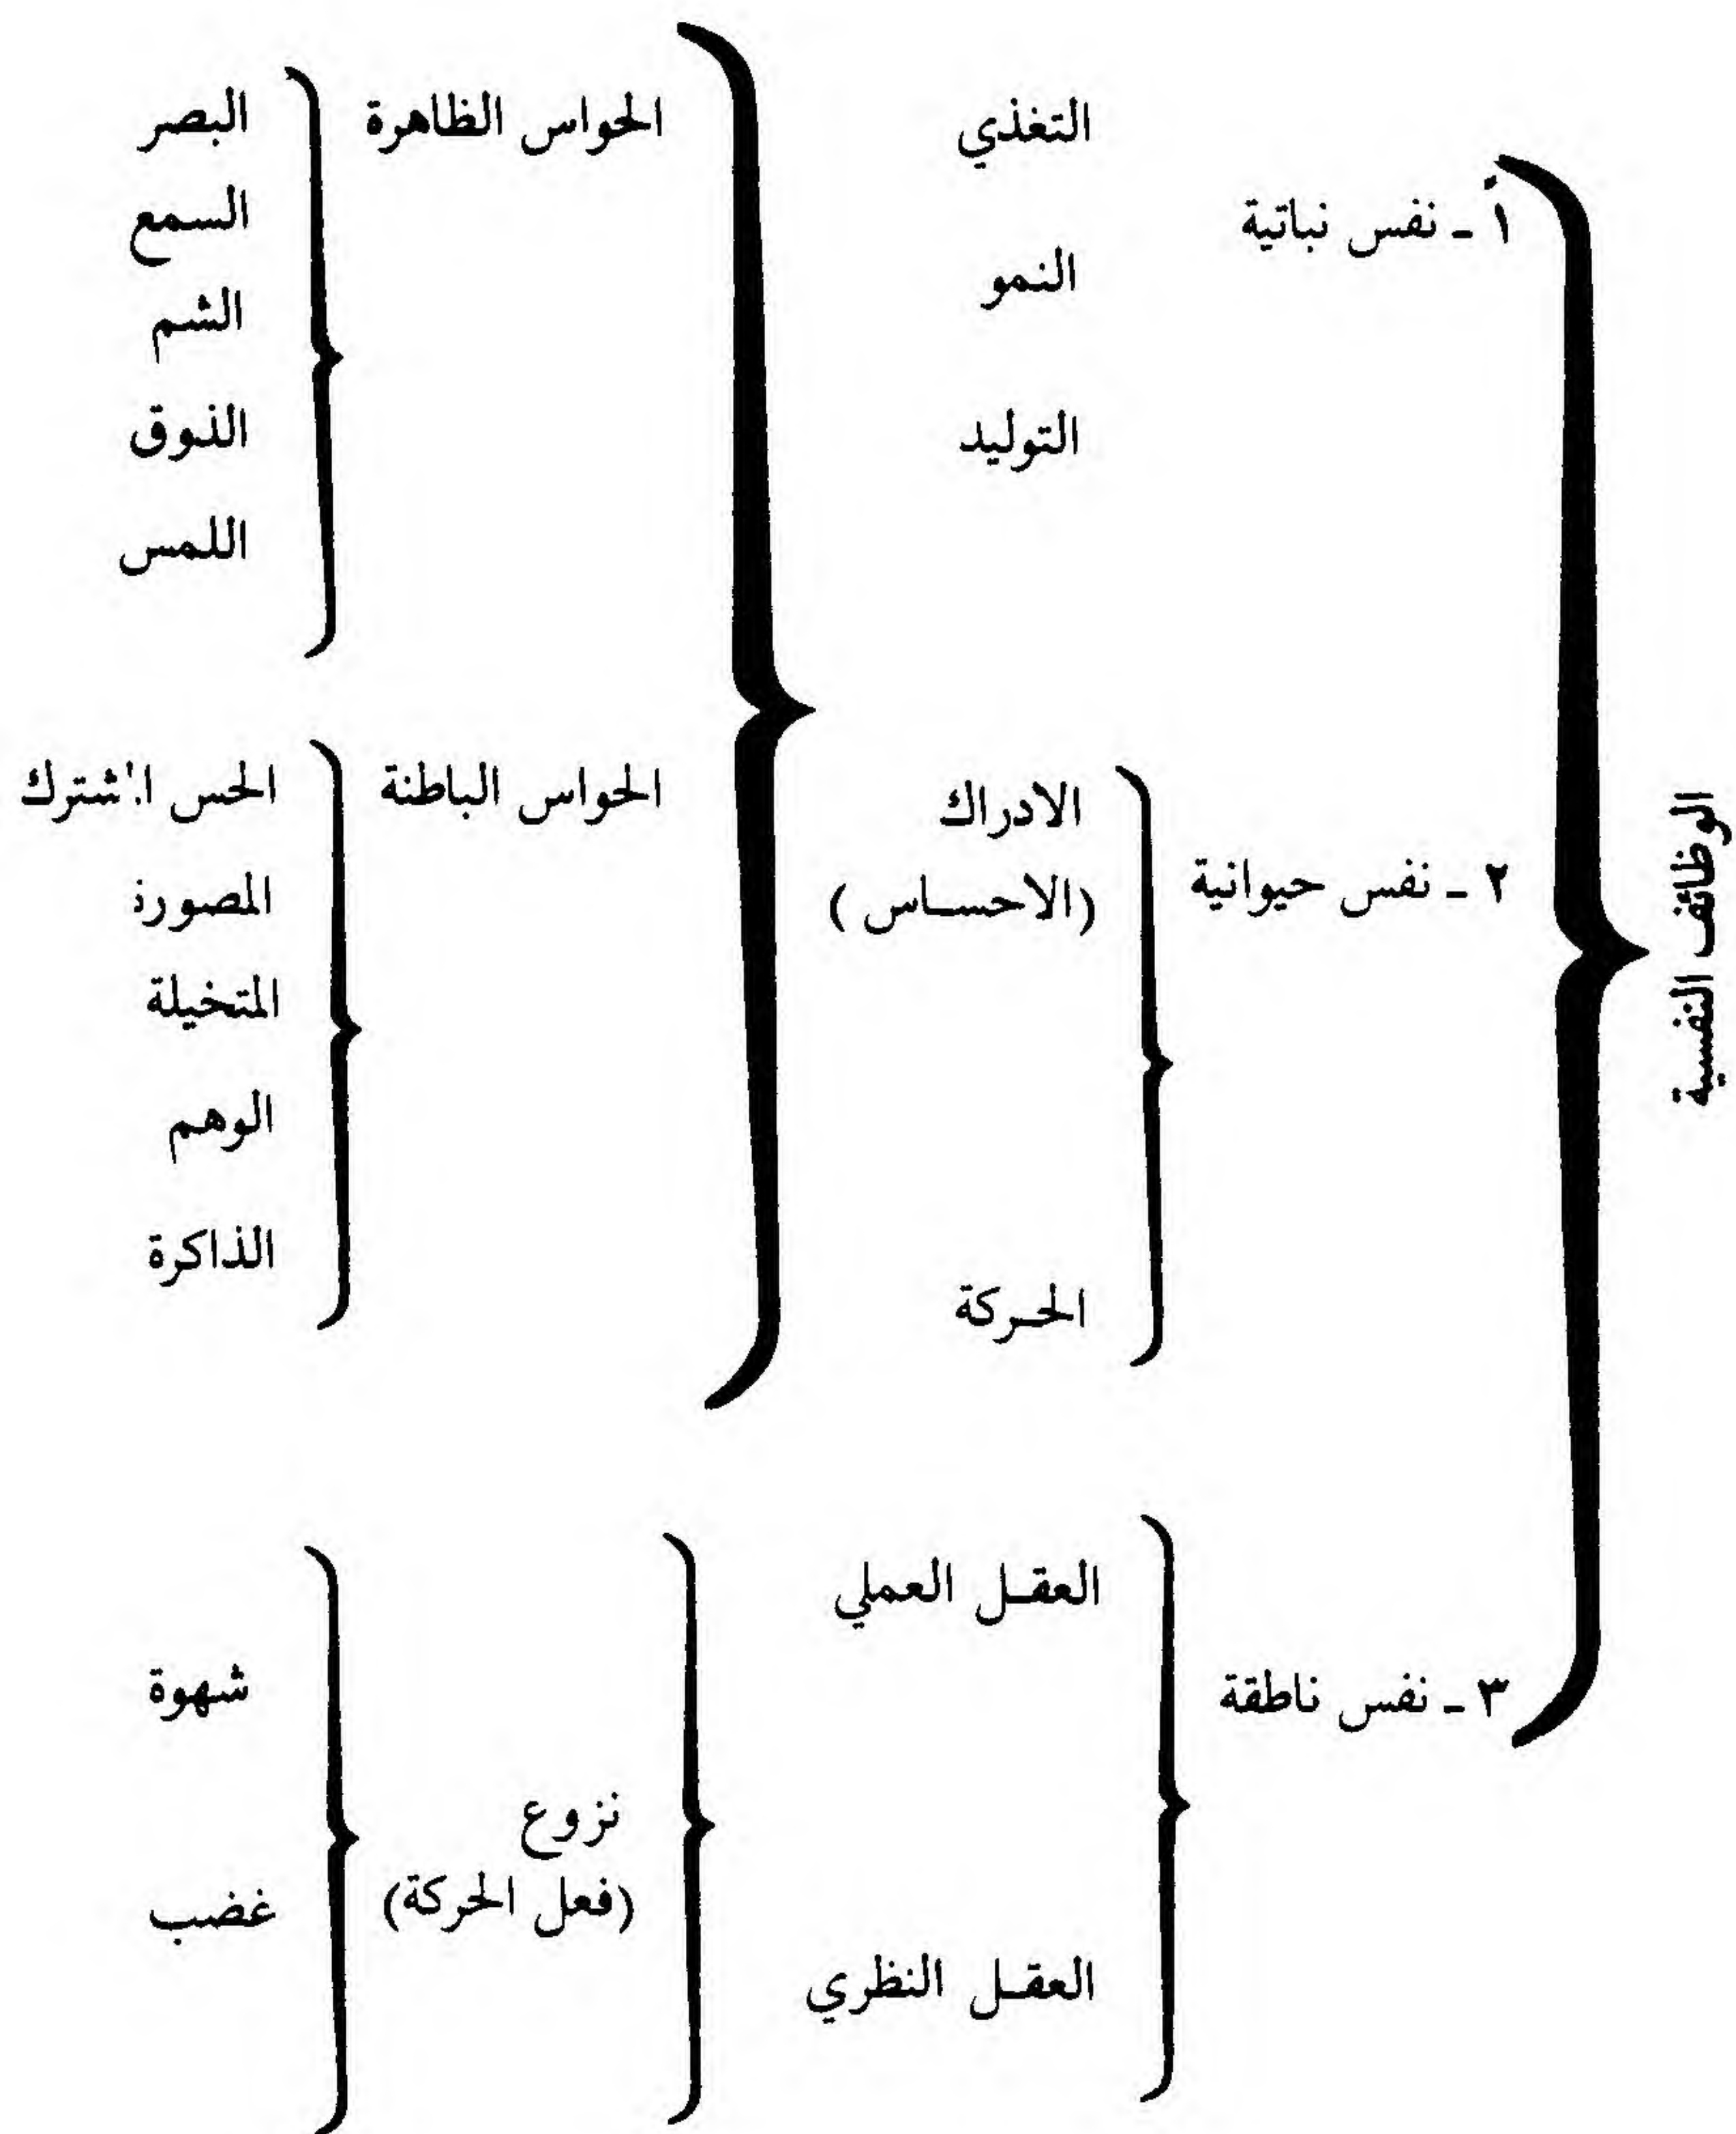 الوظائف النفسية
١ - نفس نباتية
التغذي
النمو
التوليد
٢ - نفس حيوانية
الادراك
(الاحساس)
الحركة
الحواس الظاهرة
البصر
السمع
الشم
الذوق
اللمس
الحواس الباطنة
الحس المشترك
المصورة
المتخيلة
الوهم
الذاكرة
٣ - نفس ناطقة
العقل العملي
العقل النظري
نزوع
(فعل الحركة)
شهوة
غضب